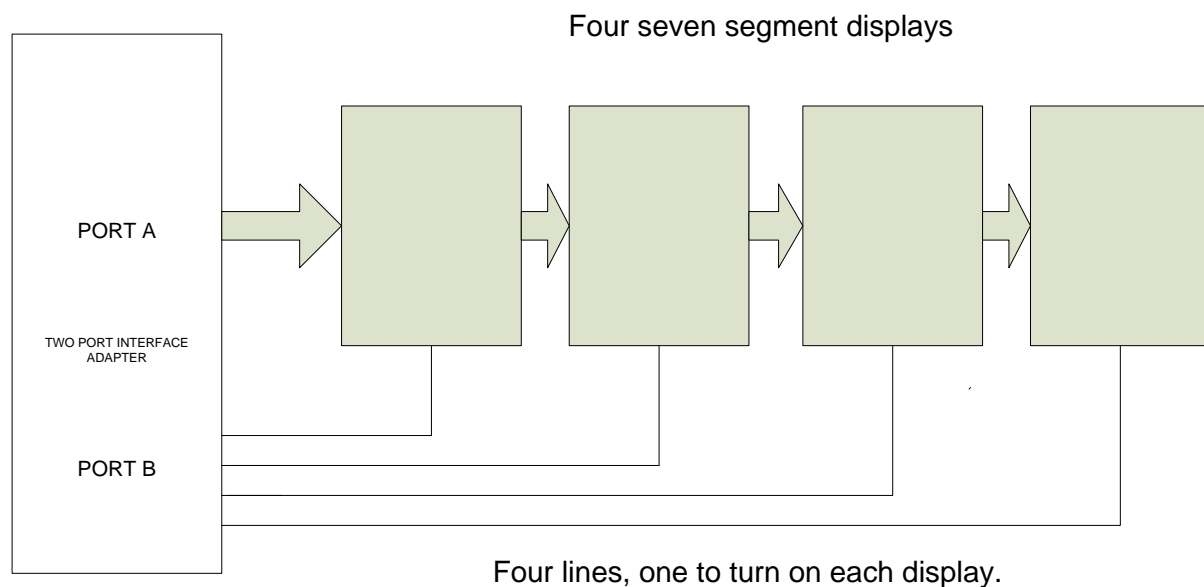 Four seven segment displays
PORT A
TWO PORT INTERFACE
ADAPTER
PORT B
Four lines, one to turn on each display.